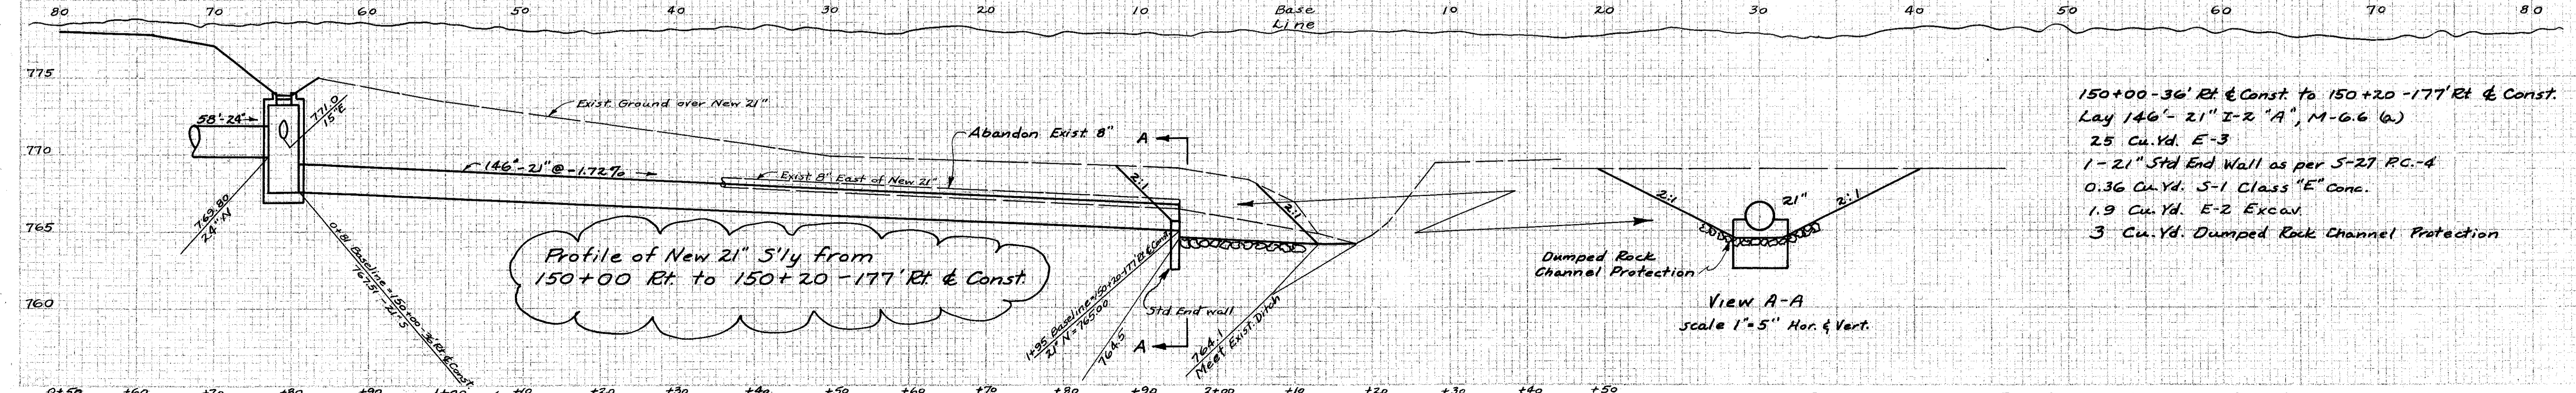 80 70 60 50 40 30 20 10 Base 20 30 40 50 60 70 80
Line
775
770
765
760
58'-24"
771.0
15"E
769.80
24" N
Exist. Ground over New 21"
146'-21" @ -1.72%
Exist 8" East of New 21"
Abandon Exist. 8"
A
2:1
2:1
Profile of New 21" S'ly from
150+00 Rt. to 150+20-177' Rt ℄ Const.
0+81 Baseline = 150+00-36' Rt ℄ Const.
767.51 - 21"-S
1+95 Baseline = 150+20-177' Rt ℄ Const.
21" N = 765.00
764.5
Std. End wall
A
764.1
Meet Exist. Ditch
2:1
21"
2:1
Dumped Rock
Channel Protection
View A-A
scale 1"=5" Hor. & Vert.
150+00-36' Rt. ℄ Const. to 150+20-177' Rt ℄ Const.
Lay 146'-21" I-2 "A", M-6.6 (a)
25 Cu.Yd. E-3
1-21" Std End Wall as per S-27 P.C.-4
0.36 Cu.Yd. S-1 Class "E" Conc.
1.9 Cu.Yd. E-2 Excav.
3 Cu.Yd. Dumped Rock Channel Protection
0+50 +60 +70 +80 +90 1+00 +10 +20 +30 +40 +50 +60 +70 +80 +90 2+00 +10 +20 +30 +40 +50